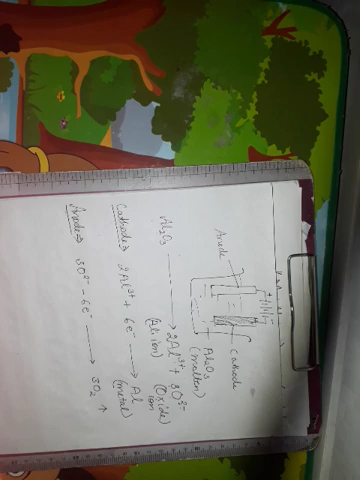 Anode
Cathode
Al₂O₃
(molten)
Al₂O₃ ----→ 2Al³⁺ + 3O²⁻
(Al ion) (Oxide ion)
Cathode⇒ 2Al³⁺ + 6e⁻ → Al
(metal)
Anode⇒ 3O²⁻ - 6e⁻ → 3O₂ ↑